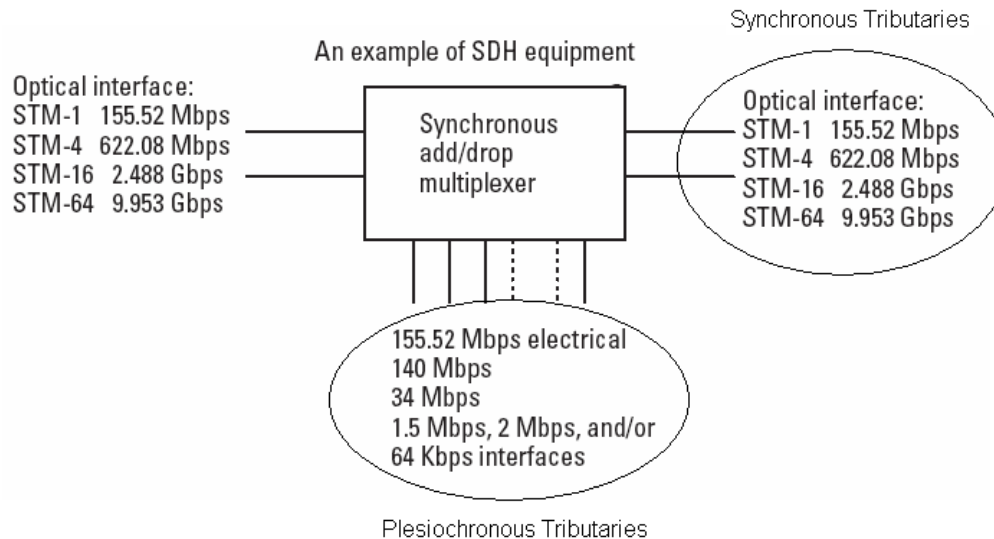 Synchronous Tributaries
An example of SDH equipment
Optical interface:
STM-1 155.52 Mbps
STM-4 622.08 Mbps
STM-16 2.488 Gbps
STM-64 9.953 Gbps
Synchronous
add/drop
multiplexer
Optical interface:
STM-1 155.52 Mbps
STM-4 622.08 Mbps
STM-16 2.488 Gbps
STM-64 9.953 Gbps
155.52 Mbps electrical
140 Mbps
34 Mbps
1.5 Mbps, 2 Mbps, and/or
64 Kbps interfaces
Plesiochronous Tributaries